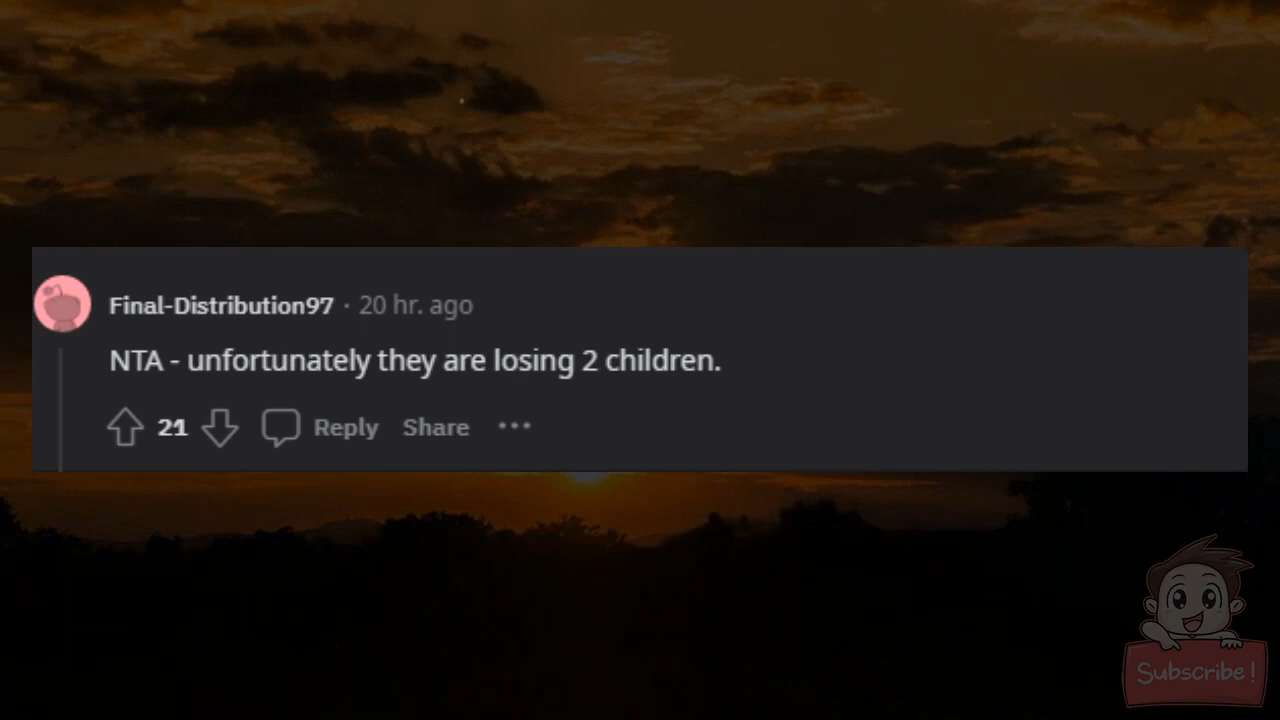 Final-Distribution97 · 20 hr. ago
NTA - unfortunately they are losing 2 children.
21 Reply Share ···
Subscribe!